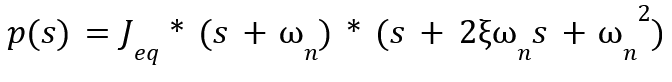 p(s) = J_eq * (s + ω_n) * (s + 2ξω_n s + ω_n^2)